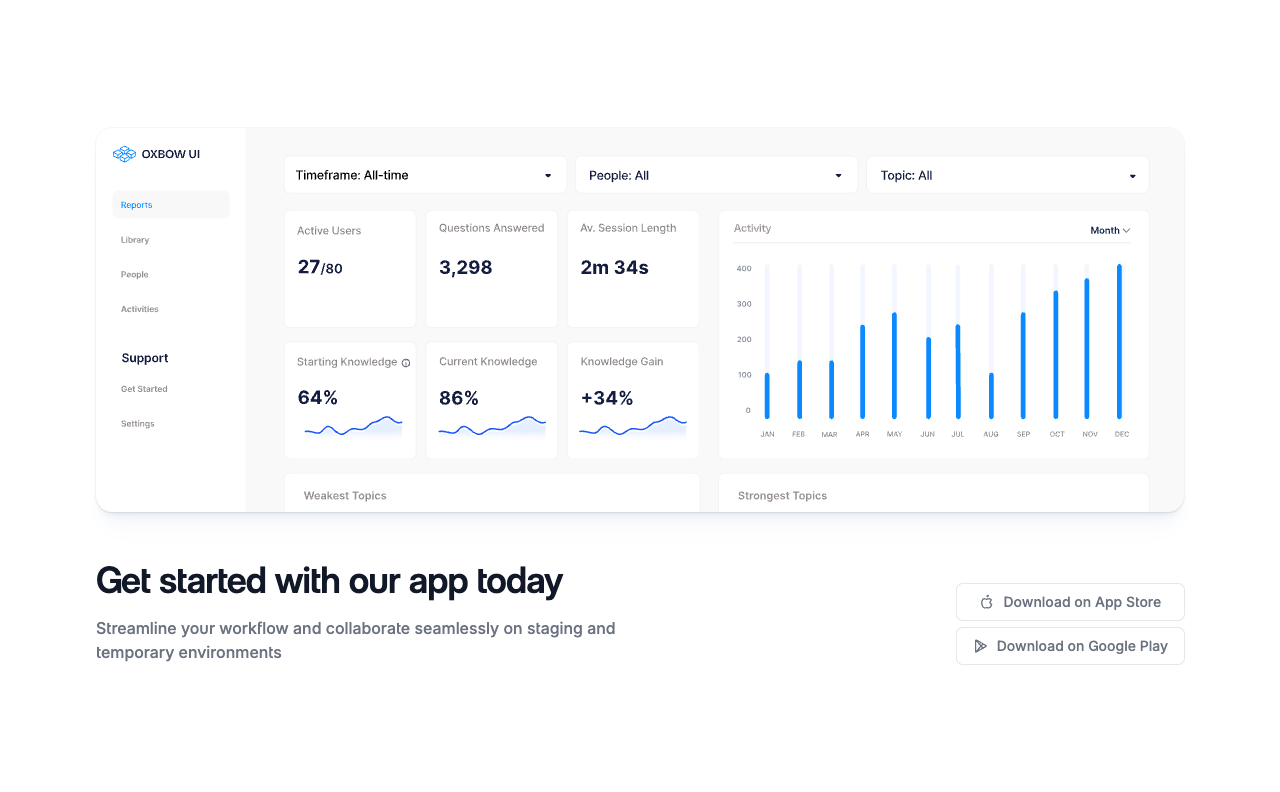 OXBOW UI
Reports
Library
People
Activities
Support
Get Started
Settings
Timeframe: All-time
People: All
Topic: All
Active Users
27/80
Questions Answered
3,298
Av. Session Length
2m 34s
Starting Knowledge
64%
Current Knowledge
86%
Knowledge Gain
+34%
Activity
Month
400
300
200
100
0
JAN FEB MAR APR MAY JUN JUL AUG SEP OCT NOV DEC
Weakest Topics
Strongest Topics
Get started with our app today
Streamline your workflow and collaborate seamlessly on staging and
temporary environments
Download on App Store
Download on Google Play